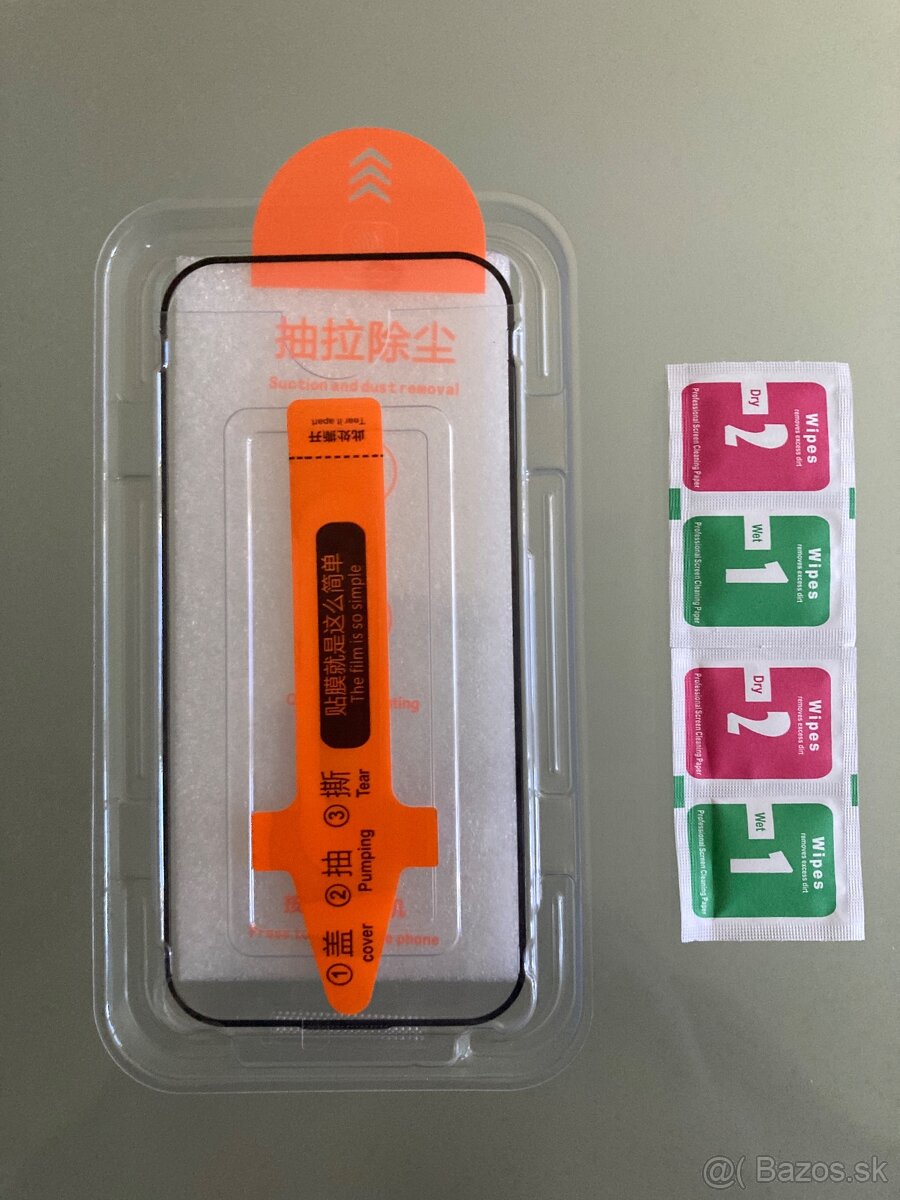 抽拉除尘
Suction and dust removal
此处撕开
Tear it apart
贴膜就是这么简单
The film is so simple
①盖 ②抽 ③撕
cover Pumping Tear
phone
Wipes
removes excess dirt
Dry
2
Professional Screen Cleaning Paper
Wipes
removes excess dirt
Wet
1
Professional Screen Cleaning Paper
Wipes
removes excess dirt
Dry
2
Professional Screen Cleaning Paper
Wipes
removes excess dirt
Wet
1
Professional Screen Cleaning Paper
@( Bazos.sk